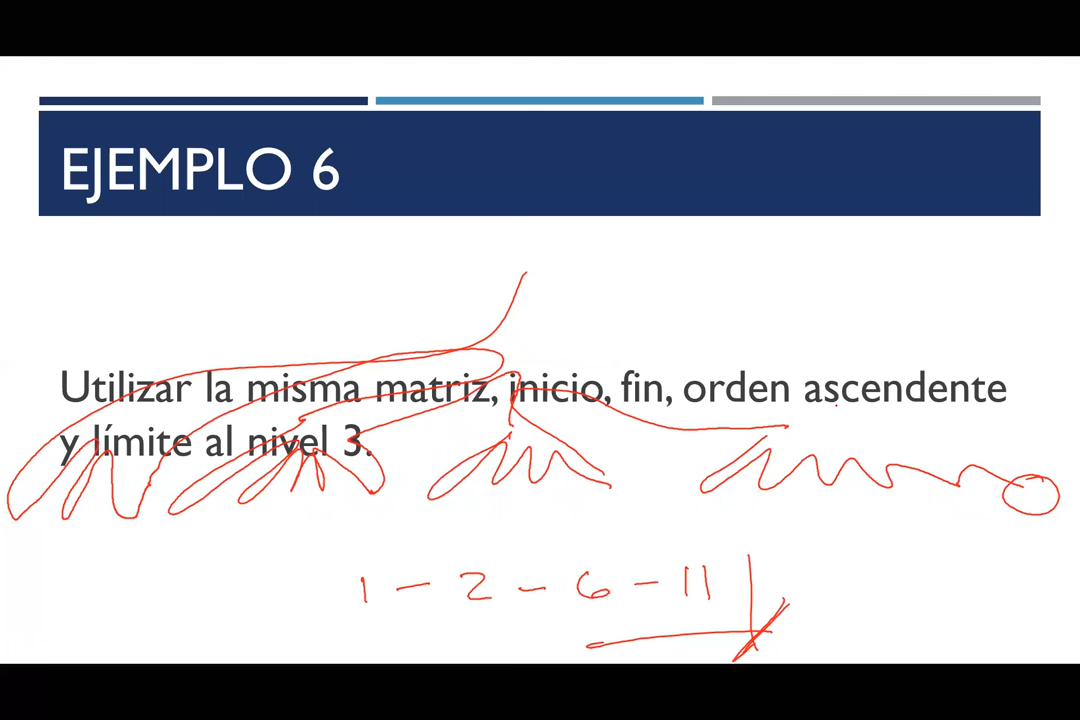 EJEMPLO 6
Utilizar la misma matriz, inicio, fin, orden ascendente
y límite al nivel 3.
1 - 2 - 6 - 11